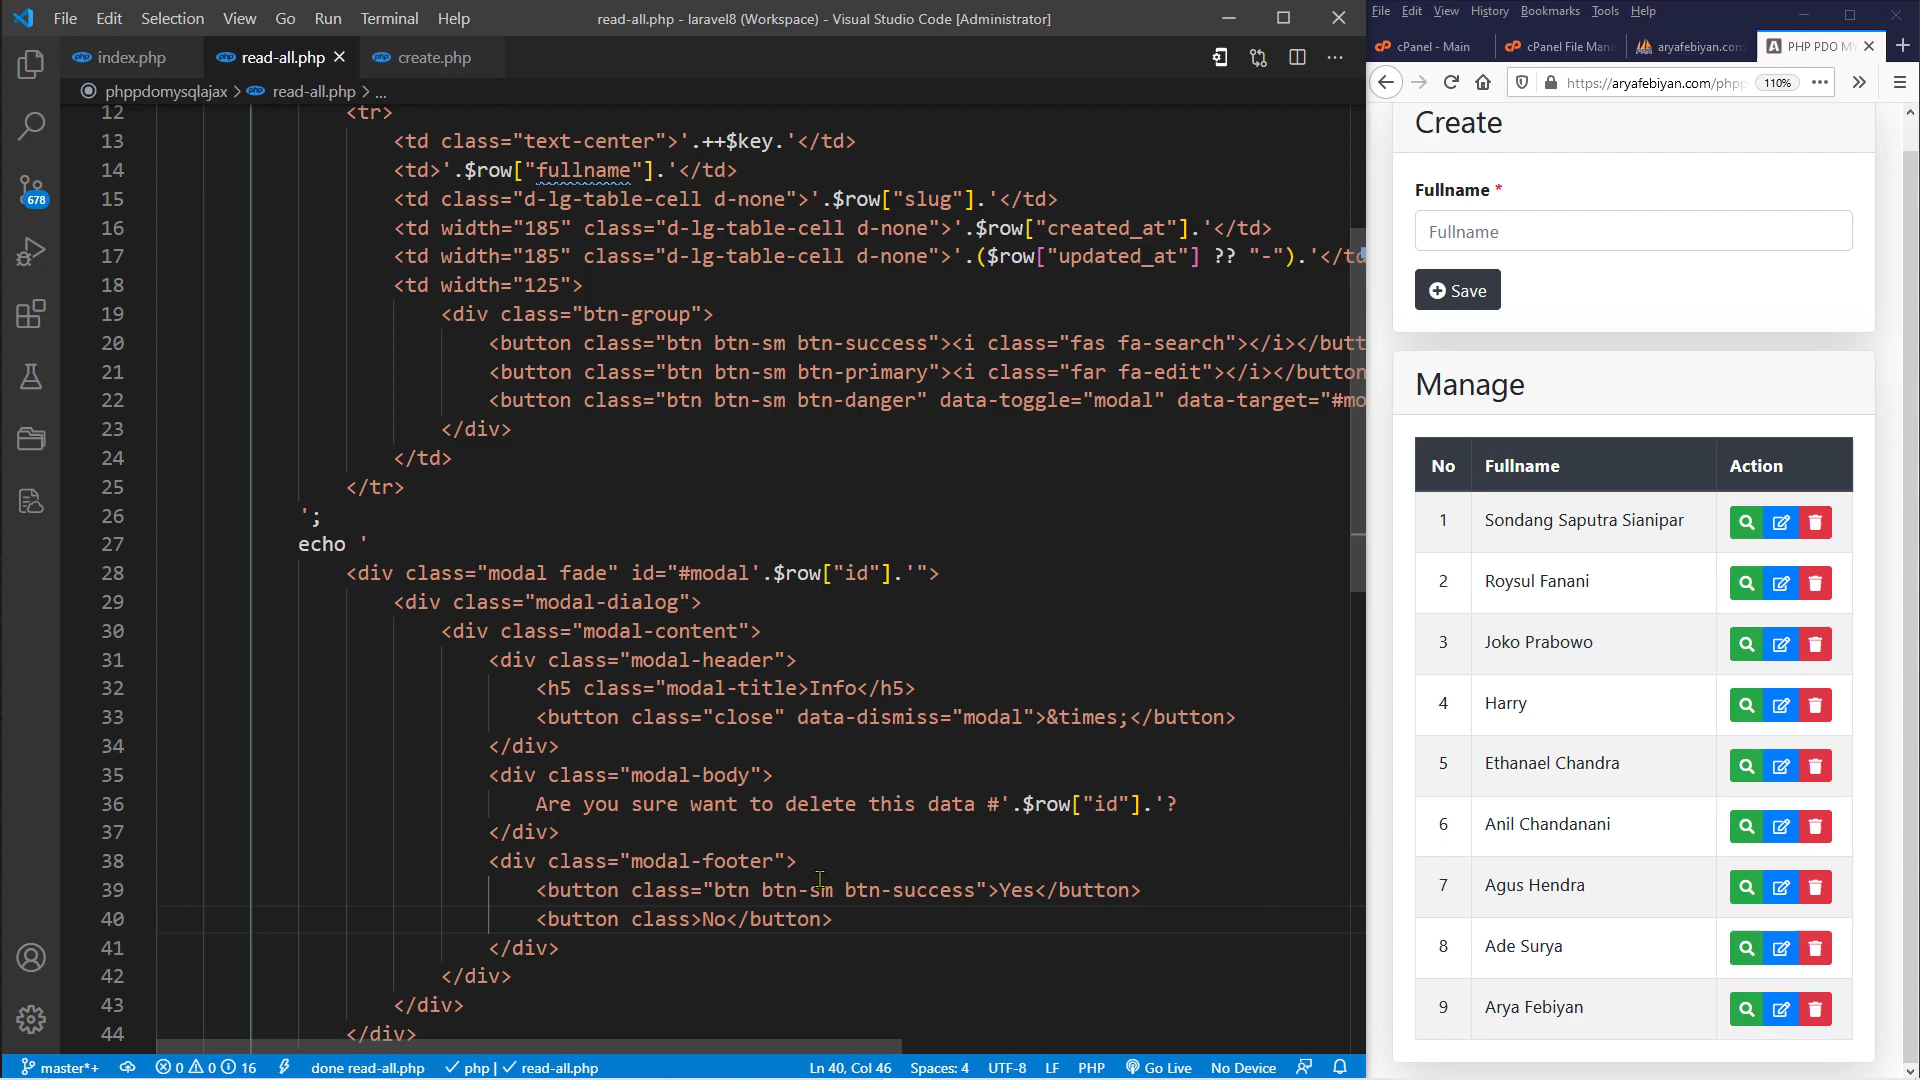 File Edit Selection View Go Run Terminal Help
read-all.php - laravel8 (Workspace) - Visual Studio Code [Administrator]
index.php
read-all.php
create.php
phppdomysqlajax > read-all.php > ...
12 <tr>
13 <td class="text-center">'.++$key.'</td>
14 <td>'.$row["fullname"].'</td>
15 <td class="d-lg-table-cell d-none">'.$row["slug"].'</td>
16 <td width="185" class="d-lg-table-cell d-none">'.$row["created_at"].'</td>
17 <td width="185" class="d-lg-table-cell d-none">'.($row["updated_at"] ?? "-").'</td
18 <td width="125">
19 <div class="btn-group">
20 <button class="btn btn-sm btn-success"><i class="fas fa-search"></i></butt
21 <button class="btn btn-sm btn-primary"><i class="far fa-edit"></i></button
22 <button class="btn btn-sm btn-danger" data-toggle="modal" data-target="#mo
23 </div>
24 </td>
25 </tr>
26 ';
27 echo '
28 <div class="modal fade" id="#modal'.$row["id"].'">
29 <div class="modal-dialog">
30 <div class="modal-content">
31 <div class="modal-header">
32 <h5 class="modal-title>Info</h5>
33 <button class="close" data-dismiss="modal">&times;</button>
34 </div>
35 <div class="modal-body">
36 Are you sure want to delete this data #'.$row["id"].'?
37 </div>
38 <div class="modal-footer">
39 <button class="btn btn-sm btn-success">Yes</button>
40 <button class>No</button>
41 </div>
42 </div>
43 </div>
44 </div>
678
master*+ 0 0 16 done read-all.php php | read-all.php Ln 40, Col 46 Spaces: 4 UTF-8 LF PHP Go Live No Device
File Edit View History Bookmarks Tools Help
cPanel - Main
cPanel File Mana
aryafebiyan.com
PHP PDO MY
https://aryafebiyan.com/phpp
110%
Create
Fullname *
Fullname
Save
Manage
No Fullname Action
1 Sondang Saputra Sianipar
2 Roysul Fanani
3 Joko Prabowo
4 Harry
5 Ethanael Chandra
6 Anil Chandanani
7 Agus Hendra
8 Ade Surya
9 Arya Febiyan